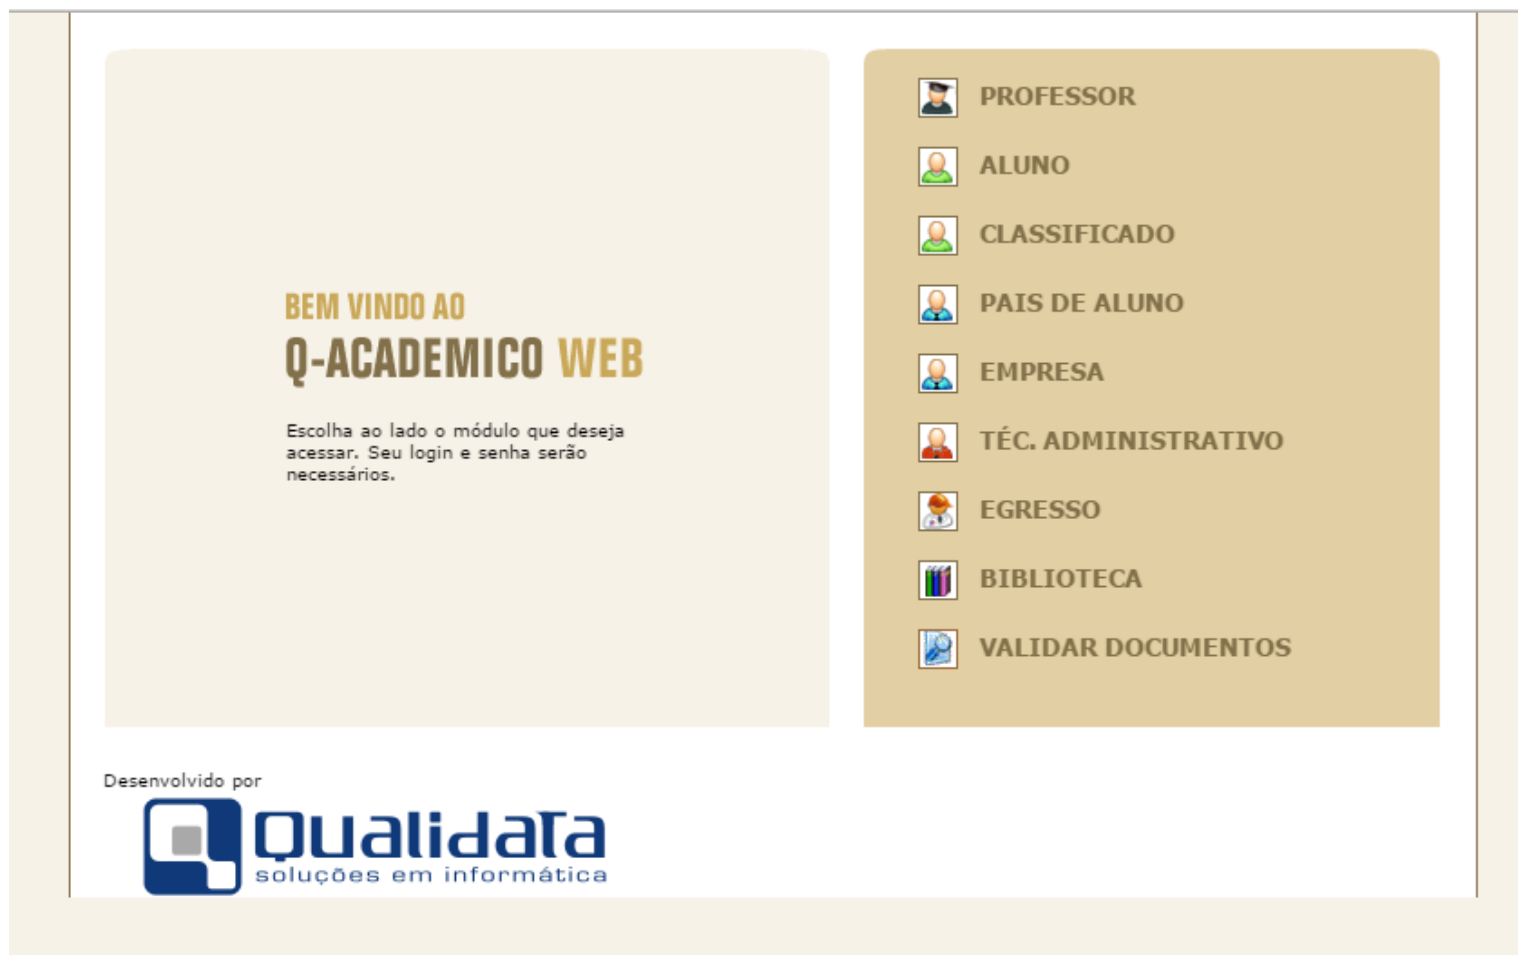 BEM VINDO AO
Q-ACADEMICO WEB
Escolha ao lado o módulo que deseja
acessar. Seu login e senha serão
necessários.
PROFESSOR
ALUNO
CLASSIFICADO
PAIS DE ALUNO
EMPRESA
TÉC. ADMINISTRATIVO
EGRESSO
BIBLIOTECA
VALIDAR DOCUMENTOS
Desenvolvido por
Qualidata
soluções em informática